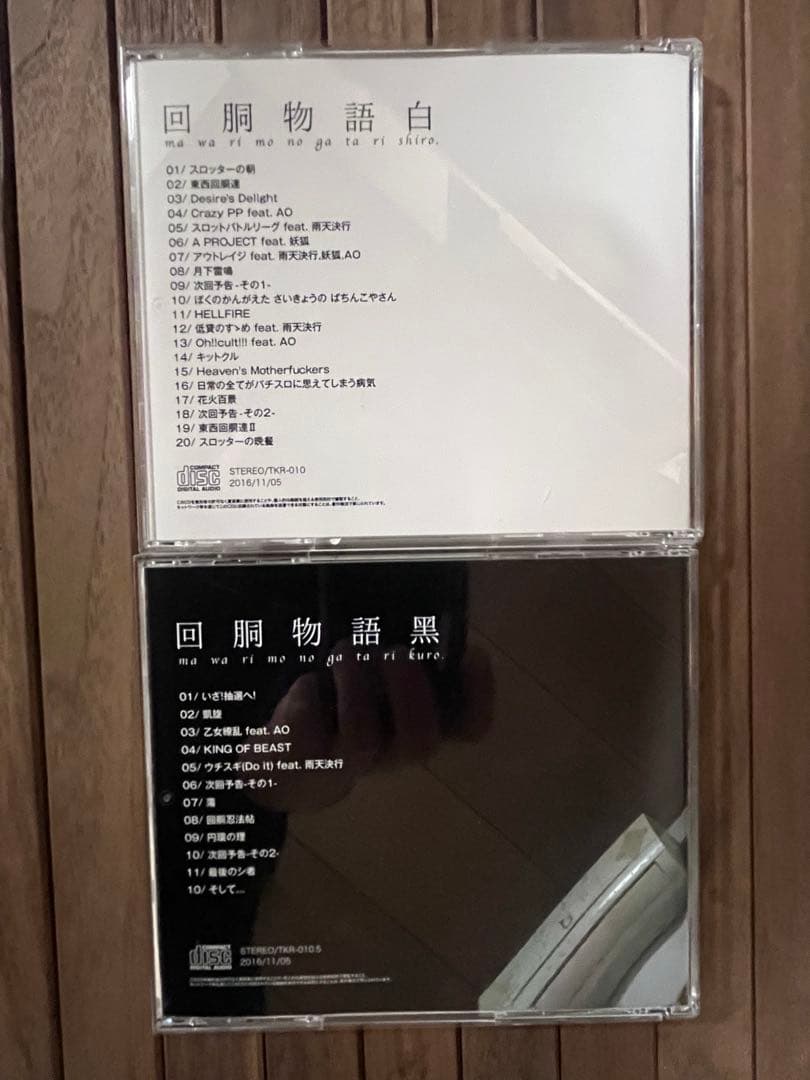 回胴物語白
ma wa ri mo no ga ta ri shiro.
01/ スロッターの朝
02/ 東西回胴達
03/ Desire's Delight
04/ Crazy PP feat. AO
05/ スロットバトルリーグ feat. 雨天決行
06/ A PROJECT feat. 妖狐
07/ アウトレイジ feat. 雨天決行,妖狐,AO
08/ 月下雷鳴
09/ 次回予告 -その1-
10/ ぼくのかんがえた さいきょうの ぱちんこやさん
11/ HELLFIRE
12/ 低貸のすゝめ feat. 雨天決行
13/ Oh!!cult!!! feat. AO
14/ キットクル
15/ Heaven's Motherfuckers
16/ 日常の全てがパチスロに思えてしまう病気
17/ 花火百景
18/ 次回予告 -その2-
19/ 東西回胴達Ⅱ
20/ スロッターの晩餐
COMPACT disc DIGITAL AUDIO
STEREO/TKR-010
2016/11/05
回胴物語黑
ma wa ri mo no ga ta ri kuro.
01/ いざ!抽選へ!
02/ 凱旋
03/ 乙女繚乱 feat. AO
04/ KING OF BEAST
05/ ウチスギ(Do it) feat. 雨天決行
06/ 次回予告-その1-
07/
08/ 回胴忍法帖
09/ 円環の理
10/ 次回予告-その2-
11/ 最後のシ者
10/ そして....
COMPACT disc DIGITAL AUDIO
STEREO/TKR-010.5
2016/11/05